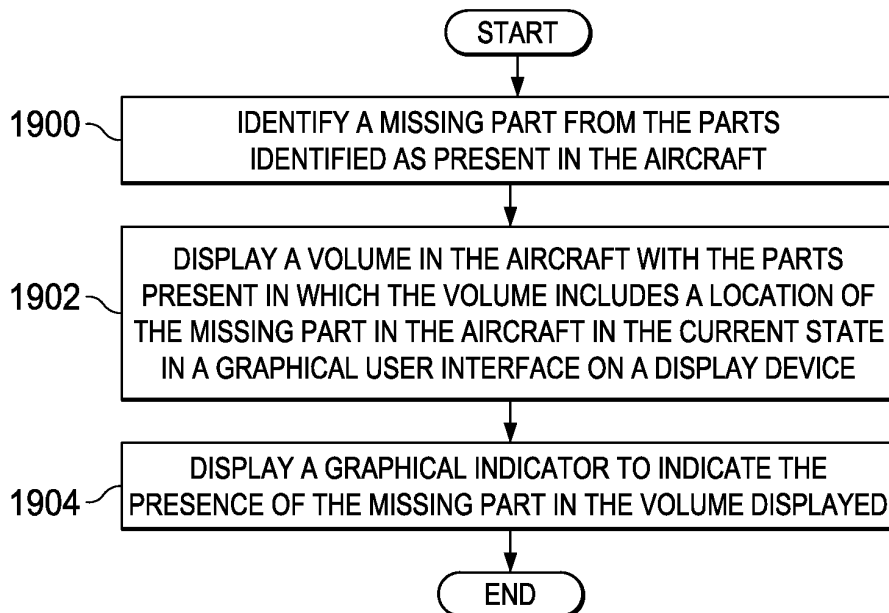 START
1900
IDENTIFY A MISSING PART FROM THE PARTS
IDENTIFIED AS PRESENT IN THE AIRCRAFT
1902
DISPLAY A VOLUME IN THE AIRCRAFT WITH THE PARTS
PRESENT IN WHICH THE VOLUME INCLUDES A LOCATION OF
THE MISSING PART IN THE AIRCRAFT IN THE CURRENT STATE
IN A GRAPHICAL USER INTERFACE ON A DISPLAY DEVICE
1904
DISPLAY A GRAPHICAL INDICATOR TO INDICATE THE
PRESENCE OF THE MISSING PART IN THE VOLUME DISPLAYED
END